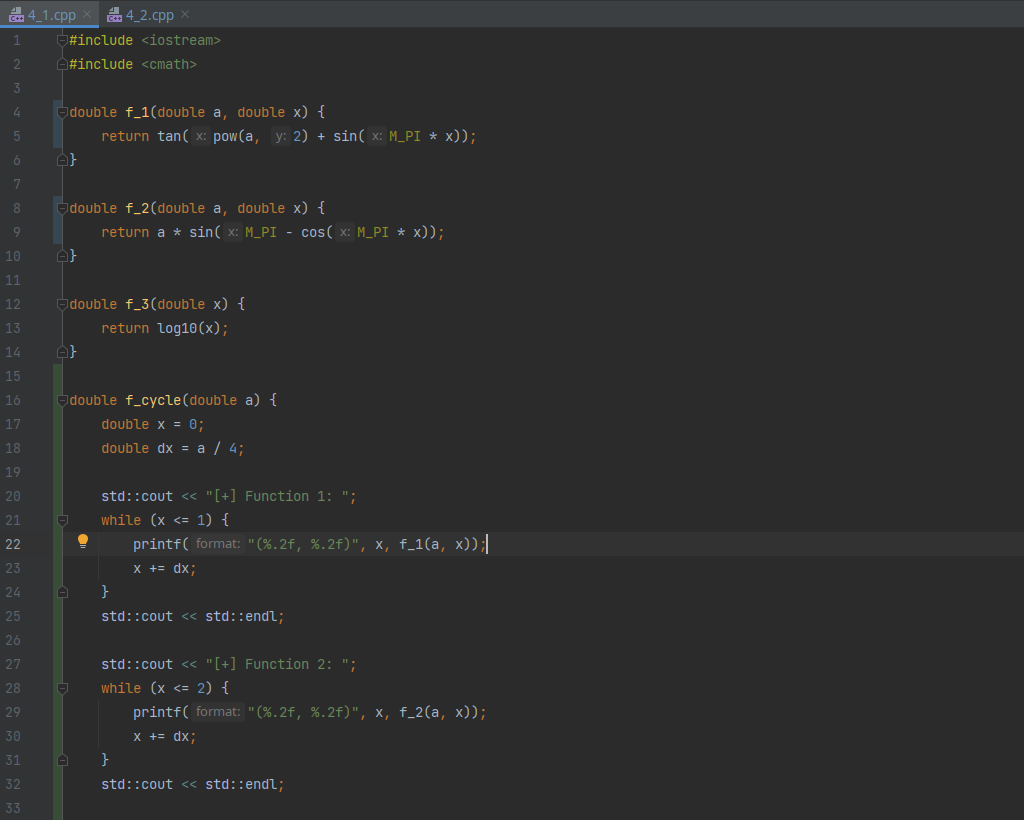 4_1.cpp 4_2.cpp
1 #include <iostream>
2 #include <cmath>
3
4 double f_1(double a, double x) {
5     return tan( x: pow(a, y: 2) + sin( x: M_PI * x));
6 }
7
8 double f_2(double a, double x) {
9     return a * sin( x: M_PI - cos( x: M_PI * x));
10 }
11
12 double f_3(double x) {
13     return log10(x);
14 }
15
16 double f_cycle(double a) {
17     double x = 0;
18     double dx = a / 4;
19
20     std::cout << "[+] Function 1: ";
21     while (x <= 1) {
22         printf( format: "(%.2f, %.2f)", x, f_1(a, x));
23         x += dx;
24     }
25     std::cout << std::endl;
26
27     std::cout << "[+] Function 2: ";
28     while (x <= 2) {
29         printf( format: "(%.2f, %.2f)", x, f_2(a, x));
30         x += dx;
31     }
32     std::cout << std::endl;
33